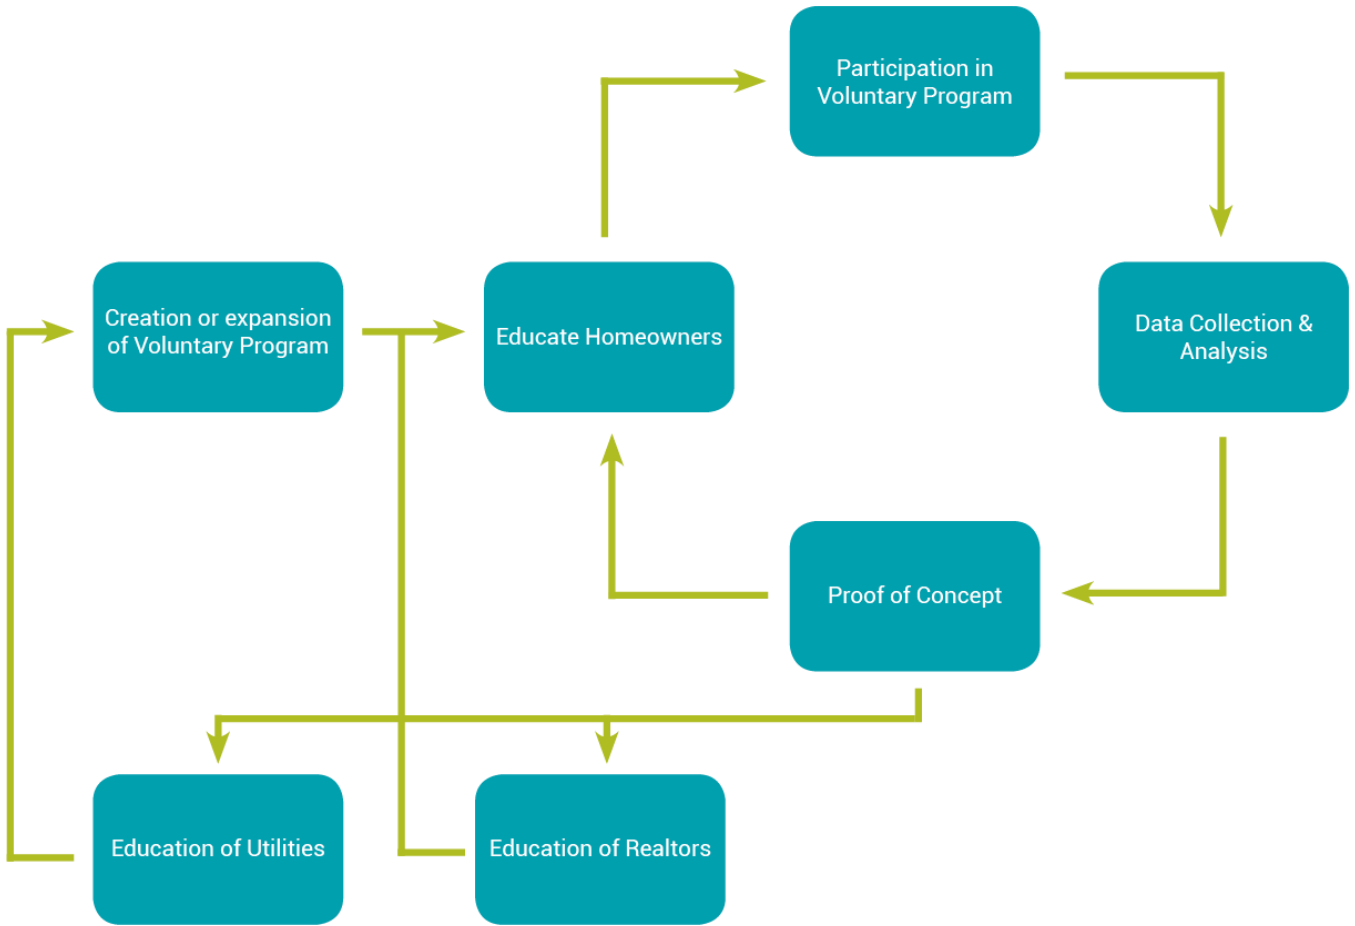 Participation in
Voluntary Program
Creation or expansion
of Voluntary Program
Educate Homeowners
Data Collection &
Analysis
Proof of Concept
Education of Utilities
Education of Realtors